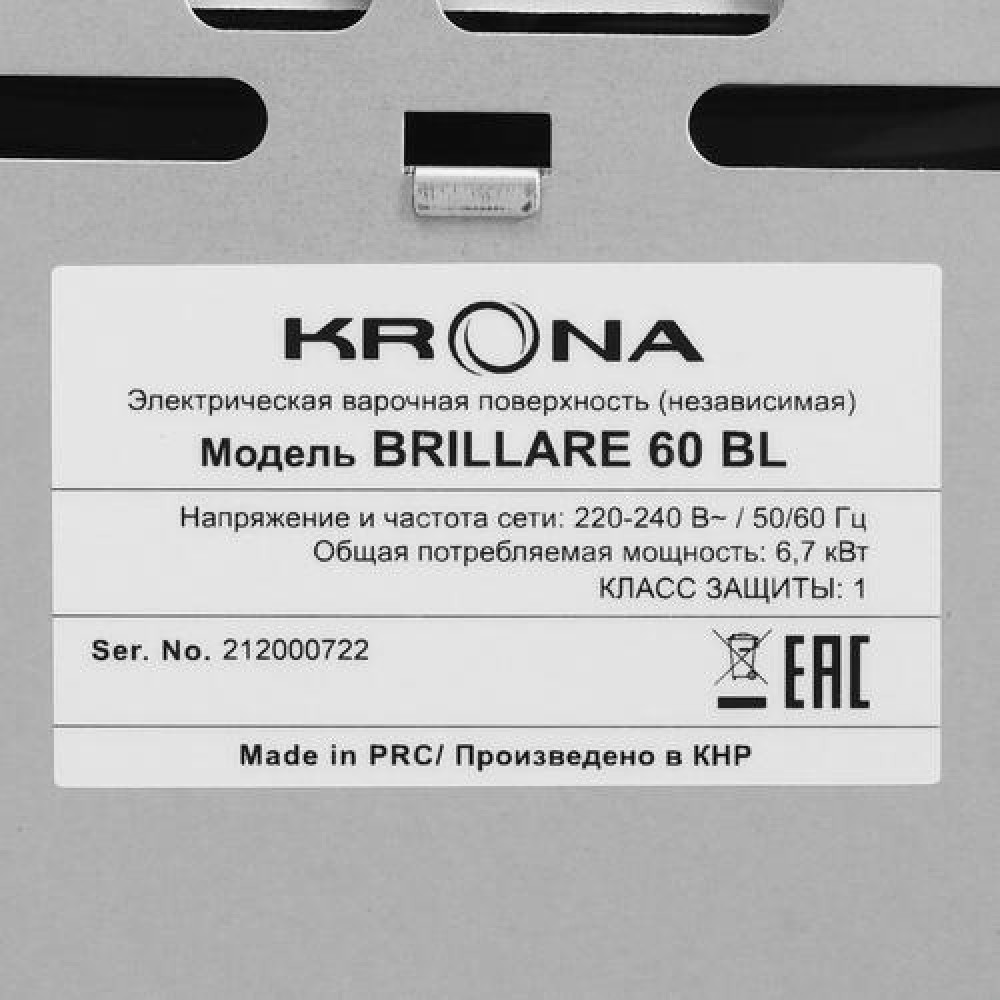 KRONA
Электрическая варочная поверхность (независимая)
Модель BRILLARE 60 BL
Напряжение и частота сети: 220-240 В~ / 50/60 Гц
Общая потребляемая мощность: 6,7 кВт
КЛАСС ЗАЩИТЫ: 1
Ser. No. 212000722
EAC
Made in PRC/ Произведено в КНР